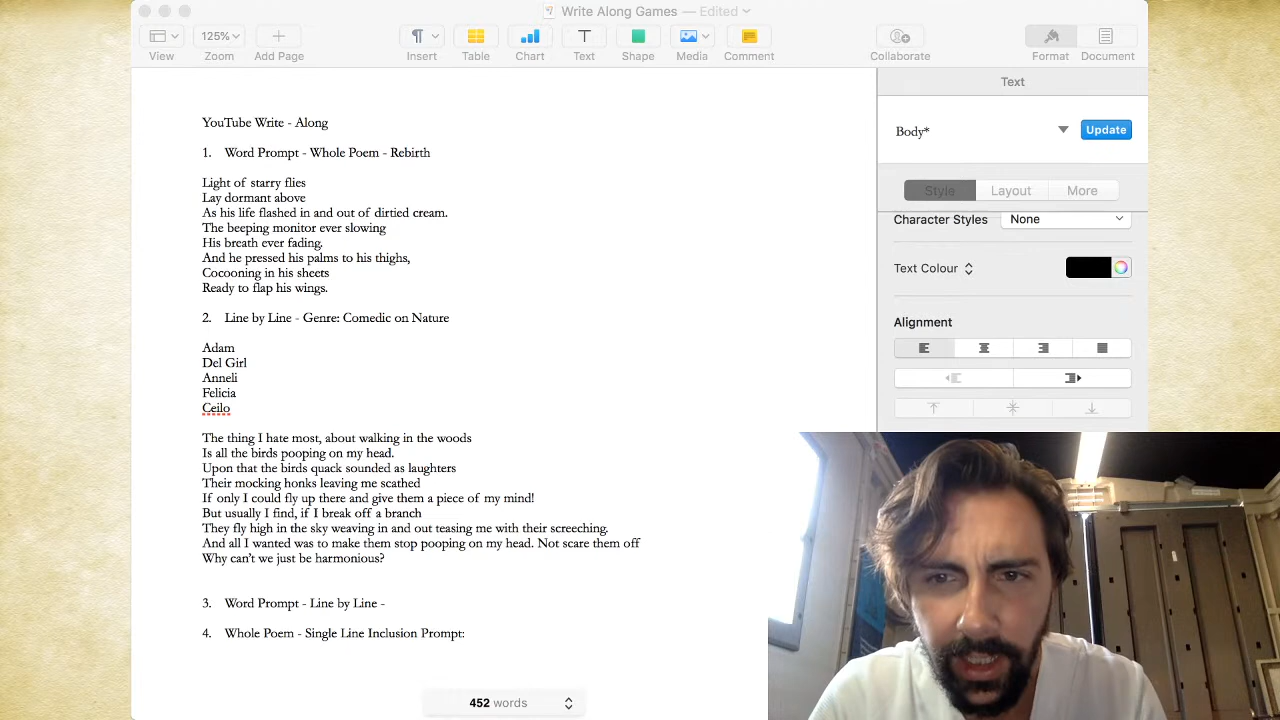 Write Along Games — Edited
125%
View
Zoom
Add Page
Insert
Table
Chart
Text
Shape
Media
Comment
Collaborate
Format
Document
Text
YouTube Write - Along
Body*
Update
1. Word Prompt - Whole Poem - Rebirth
Light of starry flies
Lay dormant above
As his life flashed in and out of dirtied cream.
The beeping monitor ever slowing
His breath ever fading.
And he pressed his palms to his thighs,
Cocooning in his sheets
Ready to flap his wings.
Style
Layout
More
Character Styles
None
Text Colour
Alignment
2. Line by Line - Genre: Comedic on Nature
Adam
Del Girl
Anneli
Felicia
Ceilo
The thing I hate most, about walking in the woods
Is all the birds pooping on my head.
Upon that the birds quack sounded as laughters
Their mocking honks leaving me scathed
If only I could fly up there and give them a piece of my mind!
But usually I find, if I break off a branch
They fly high in the sky weaving in and out teasing me with their screeching.
And all I wanted was to make them stop pooping on my head. Not scare them off
Why can't we just be harmonious?
3. Word Prompt - Line by Line -
4. Whole Poem - Single Line Inclusion Prompt:
452 words